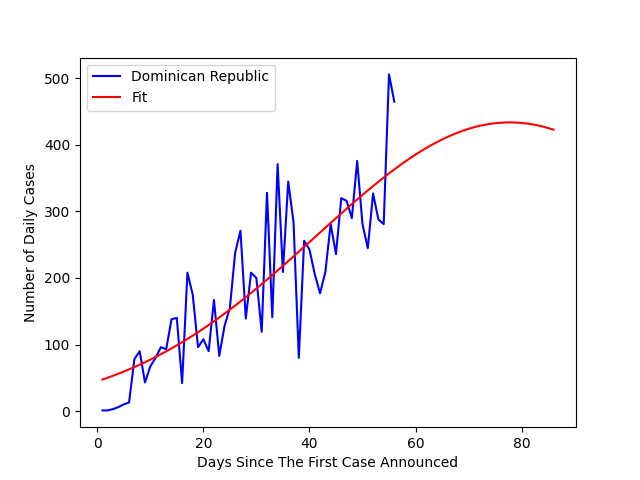 Dominican Republic
Fit
500
400
300
200
100
0
Number of Daily Cases
0 20 40 60 80
Days Since The First Case Announced